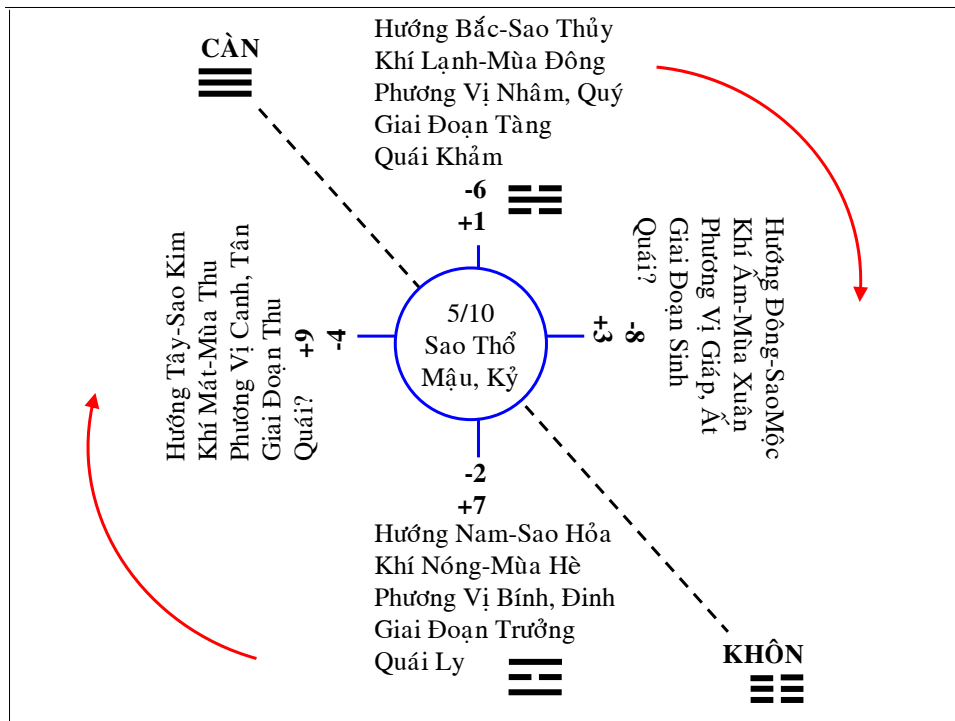 CÀN
Hướng Bắc-Sao Thủy
Khí Lạnh-Mùa Đông
Phương Vị Nhâm, Quý
Giai Đoạn Tàng
Quái Khảm
-6
+1
Hướng Đông-SaoMộc
Khí Ấm-Mùa Xuân
Phương Vị Giáp, Ất
Giai Đoạn Sinh
Quái?
-8
+3
5/10
Sao Thổ
Mậu, Kỷ
Hướng Tây-Sao Kim
Khí Mát-Mùa Thu
Phương Vị Canh, Tân
Giai Đoạn Thu
Quái?
+9
-4
-2
+7
Hướng Nam-Sao Hỏa
Khí Nóng-Mùa Hè
Phương Vị Bính, Đinh
Giai Đoạn Trưởng
Quái Ly
KHÔN